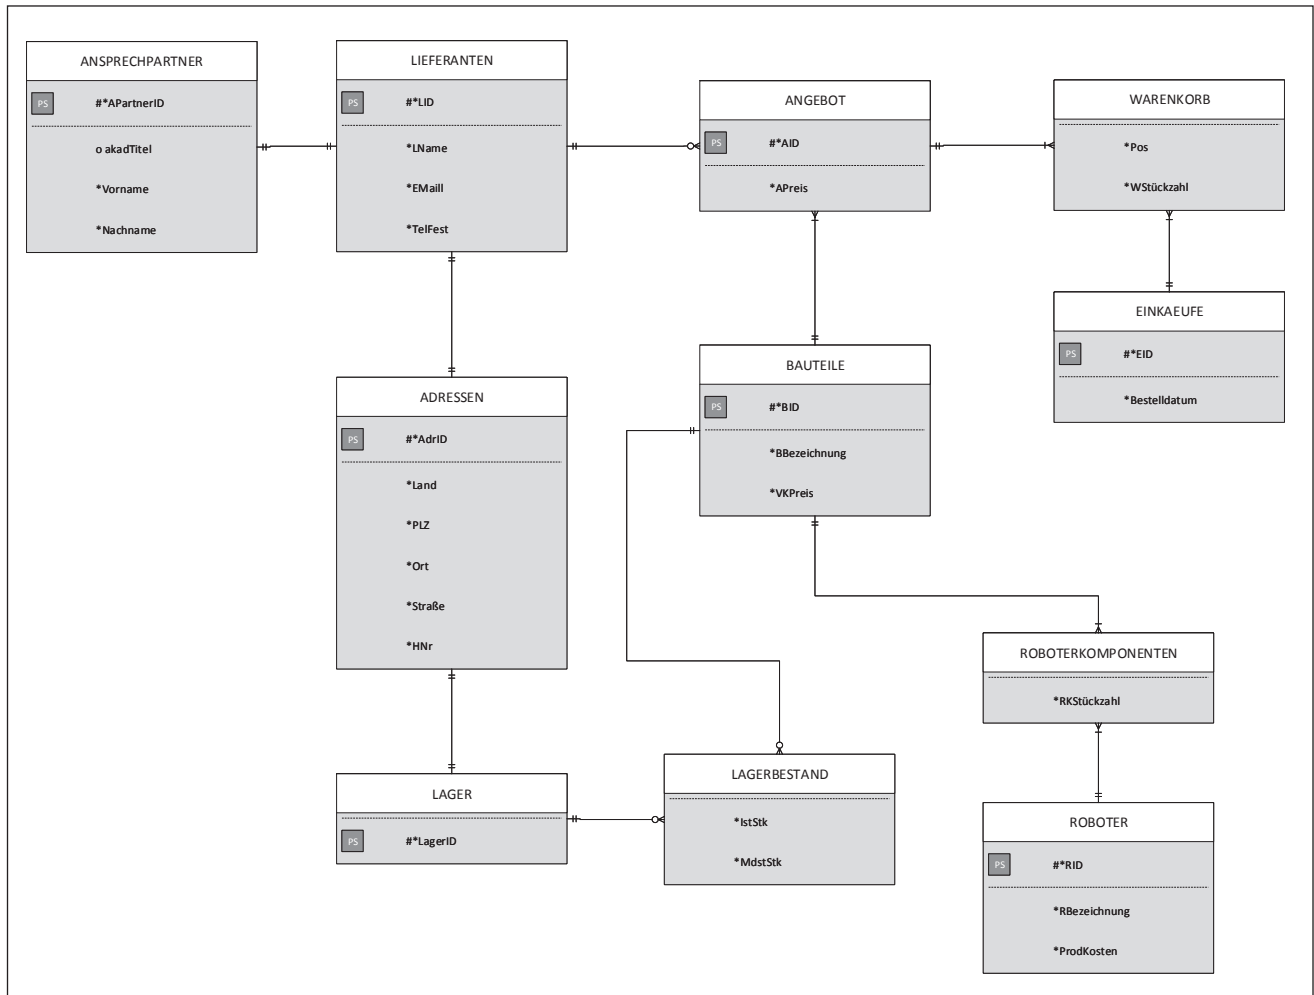 ANSPRECHPARTNER
PS #*APartnerID
o akadTitel
*Vorname
*Nachname
LIEFERANTEN
PS #*LID
*LName
*EMaill
*TelFest
ANGEBOT
PS #*AID
*APreis
WARENKORB
*Pos
*WStückzahl
EINKAEUFE
PS #*EID
*Bestelldatum
ADRESSEN
PS #*AdrID
*Land
*PLZ
*Ort
*Straße
*HNr
BAUTEILE
PS #*BID
*BBezeichnung
*VKPreis
ROBOTERKOMPONENTEN
*RKStückzahl
LAGER
PS #*LagerID
LAGERBESTAND
*IstStk
*MdstStk
ROBOTER
PS #*RID
*RBezeichnung
*ProdKosten